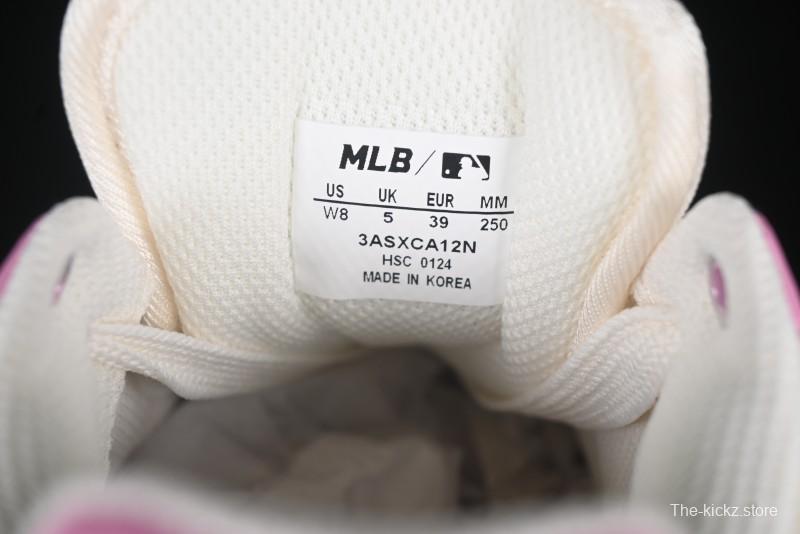 MLB /
US UK EUR MM
W8 5 39 250
3ASXCA12N
HSC 0124
MADE IN KOREA
The-kickz.store